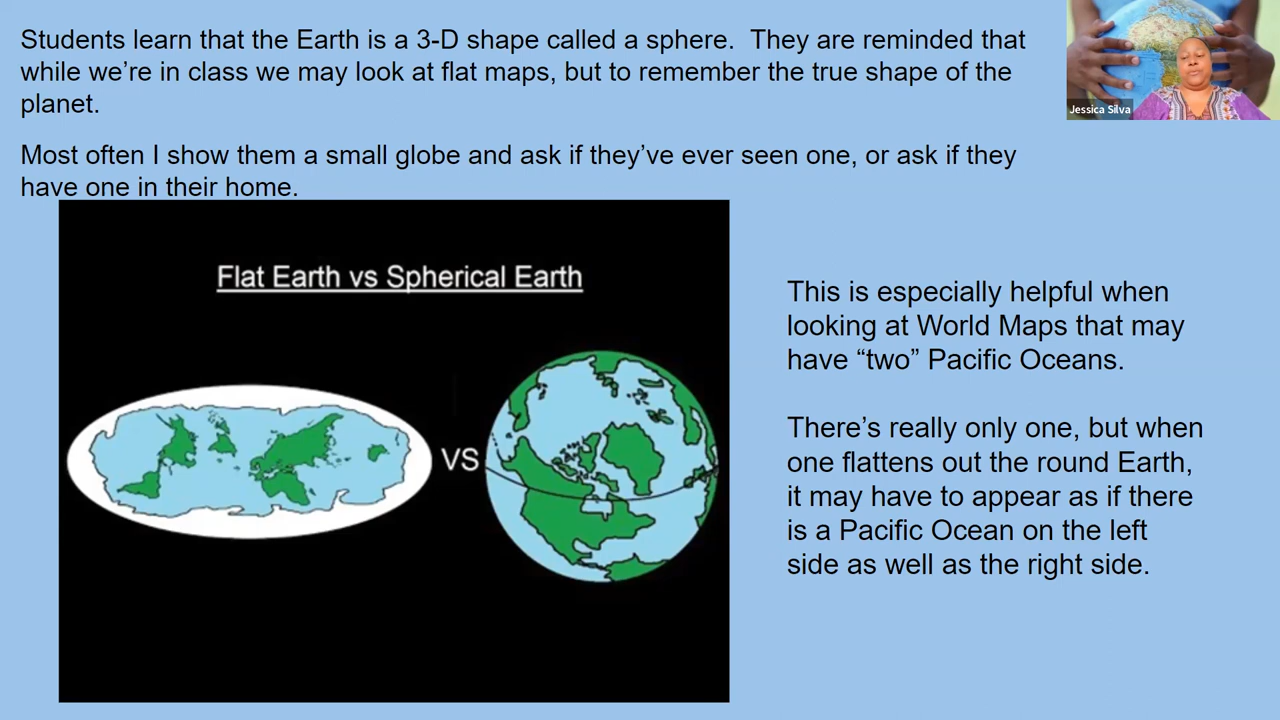 Students learn that the Earth is a 3-D shape called a sphere.  They are reminded that
while we’re in class we may look at flat maps, but to remember the true shape of the
planet.
Most often I show them a small globe and ask if they’ve ever seen one, or ask if they
have one in their home.
Jessica Silva
Flat Earth vs Spherical Earth
VS
This is especially helpful when
looking at World Maps that may
have “two” Pacific Oceans.
There’s really only one, but when
one flattens out the round Earth,
it may have to appear as if there
is a Pacific Ocean on the left
side as well as the right side.